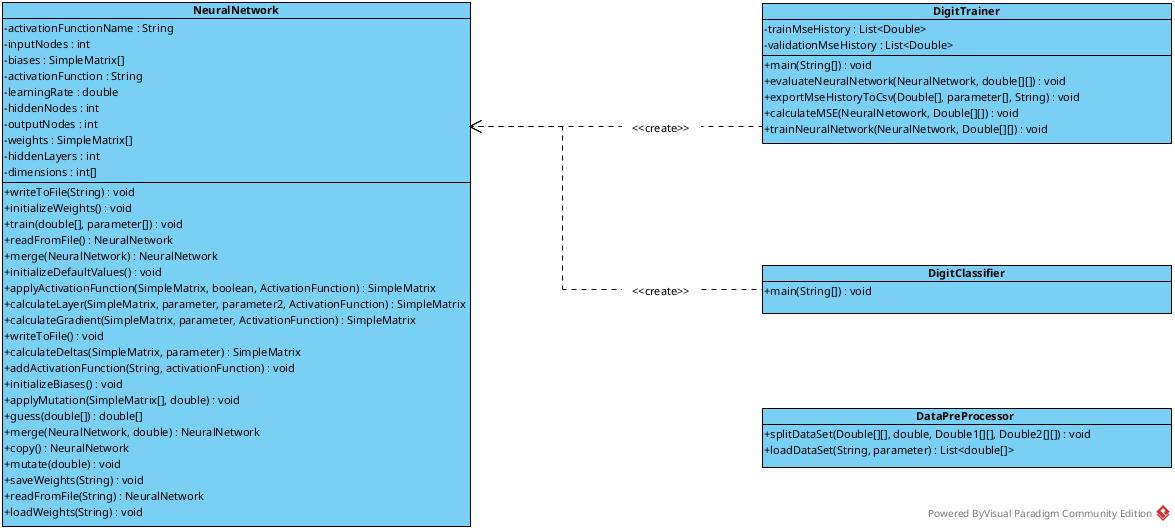 NeuralNetwork
-activationFunctionName : String
-inputNodes : int
-biases : SimpleMatrix[]
-activationFunction : String
-learningRate : double
-hiddenNodes : int
-outputNodes : int
-weights : SimpleMatrix[]
-hiddenLayers : int
-dimensions : int[]
+writeToFile(String) : void
+initializeWeights() : void
+train(double[], parameter[]) : void
+readFromFile() : NeuralNetwork
+merge(NeuralNetwork) : NeuralNetwork
+initializeDefaultValues() : void
+applyActivationFunction(SimpleMatrix, boolean, ActivationFunction) : SimpleMatrix
+calculateLayer(SimpleMatrix, parameter, parameter2, ActivationFunction) : SimpleMatrix
+calculateGradient(SimpleMatrix, parameter, ActivationFunction) : SimpleMatrix
+writeToFile() : void
+calculateDeltas(SimpleMatrix, parameter) : SimpleMatrix
+addActivationFunction(String, activationFunction) : void
+initializeBiases() : void
+applyMutation(SimpleMatrix[], double) : void
+guess(double[]) : double[]
+merge(NeuralNetwork, double) : NeuralNetwork
+copy() : NeuralNetwork
+mutate(double) : void
+saveWeights(String) : void
+readFromFile(String) : NeuralNetwork
+loadWeights(String) : void
<<create>>
<<create>>
DigitTrainer
-trainMseHistory : List<Double>
-validationMseHistory : List<Double>
+main(String[]) : void
+evaluateNeuralNetwork(NeuralNetwork, double[][]) : void
+exportMseHistoryToCsv(Double[], parameter[], String) : void
+calculateMSE(NeuralNetowork, Double[][]) : void
+trainNeuralNetwork(NeuralNetwork, Double[][]) : void
DigitClassifier
+main(String[]) : void
DataPreProcessor
+splitDataSet(Double[][], double, Double1[][], Double2[][]) : void
+loadDataSet(String, parameter) : List<double[]>
Powered ByVisual Paradigm Community Edition